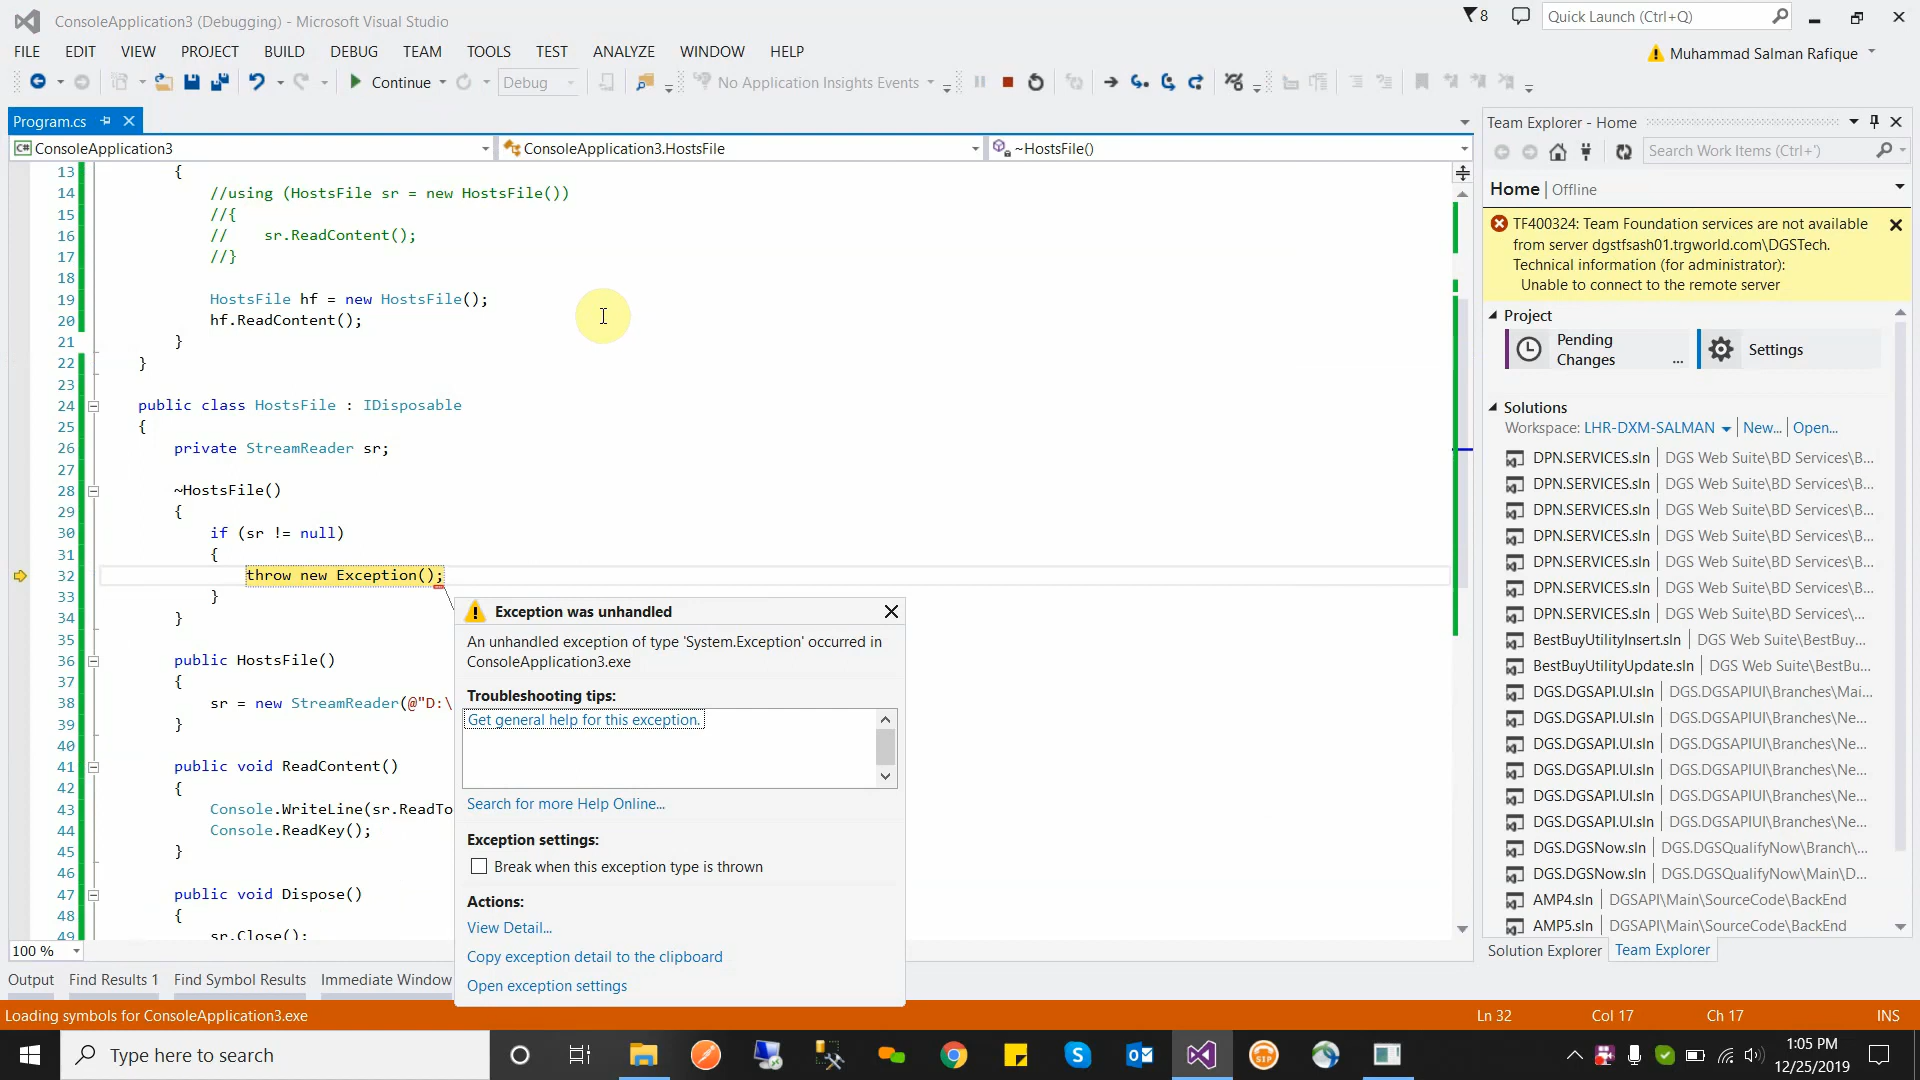 ConsoleApplication3 (Debugging) - Microsoft Visual Studio
8
Quick Launch (Ctrl+Q)
FILE EDIT VIEW PROJECT BUILD DEBUG TEAM TOOLS TEST ANALYZE WINDOW HELP
Muhammad Salman Rafique
Continue
Debug
No Application Insights Events
Program.cs
C# ConsoleApplication3
ConsoleApplication3.HostsFile
~HostsFile()
13 {
14 //using (HostsFile sr = new HostsFile())
15 //{
16 //    sr.ReadContent();
17 //}
18
19 HostsFile hf = new HostsFile();
20 hf.ReadContent();
21 }
22 }
23
24 public class HostsFile : IDisposable
25 {
26 private StreamReader sr;
27
28 ~HostsFile()
29 {
30 if (sr != null)
31 {
32 throw new Exception();
33 }
34 }
35
36 public HostsFile()
37 {
38 sr = new StreamReader(@"D:\
39 }
40
41 public void ReadContent()
42 {
43 Console.WriteLine(sr.ReadTo
44 Console.ReadKey();
45 }
46
47 public void Dispose()
48 {
49 sr.Close();
Exception was unhandled
An unhandled exception of type 'System.Exception' occurred in
ConsoleApplication3.exe
Troubleshooting tips:
Get general help for this exception.
Search for more Help Online...
Exception settings:
Break when this exception type is thrown
Actions:
View Detail...
Copy exception detail to the clipboard
Open exception settings
100 %
Output Find Results 1 Find Symbol Results Immediate Window
Team Explorer - Home
Search Work Items (Ctrl+')
Home | Offline
TF400324: Team Foundation services are not available
from server dgstfsash01.trgworld.com\DGSTech.
Technical information (for administrator):
Unable to connect to the remote server
Project
Pending
Changes ...
Settings
Solutions
Workspace: LHR-DXM-SALMAN | New... | Open...
DPN.SERVICES.sln | DGS Web Suite\BD Services\B...
DPN.SERVICES.sln | DGS Web Suite\BD Services\B...
DPN.SERVICES.sln | DGS Web Suite\BD Services\B...
DPN.SERVICES.sln | DGS Web Suite\BD Services\B...
DPN.SERVICES.sln | DGS Web Suite\BD Services\B...
DPN.SERVICES.sln | DGS Web Suite\BD Services\B...
DPN.SERVICES.sln | DGS Web Suite\BD Services\B...
BestBuyUtilityInsert.sln | DGS Web Suite\BestBuy...
BestBuyUtilityUpdate.sln | DGS Web Suite\BestBu...
DGS.DGSAPI.UI.sln | DGS.DGSAPIUI\Branches\Mai...
DGS.DGSAPI.UI.sln | DGS.DGSAPIUI\Branches\Ne...
DGS.DGSAPI.UI.sln | DGS.DGSAPIUI\Branches\Ne...
DGS.DGSAPI.UI.sln | DGS.DGSAPIUI\Branches\Ne...
DGS.DGSAPI.UI.sln | DGS.DGSAPIUI\Branches\Ne...
DGS.DGSAPI.UI.sln | DGS.DGSAPIUI\Branches\Ne...
DGS.DGSNow.sln | DGS.DGSQualifyNow\Branch\...
DGS.DGSNow.sln | DGS.DGSQualifyNow\Main\D...
AMP4.sln | DGSAPI\Main\SourceCode\BackEnd
AMP5.sln | DGSAPI\Main\SourceCode\BackEnd
Solution Explorer Team Explorer
Loading symbols for ConsoleApplication3.exe
Ln 32 Col 17 Ch 17 INS
Type here to search
SIP
1:05 PM
12/25/2019